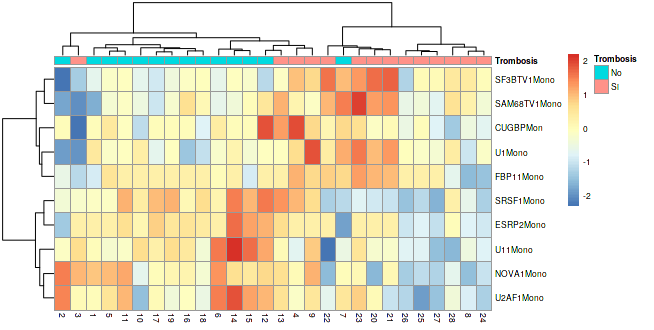 Trombosis
SF3BTV1Mono
SAM68TV1Mono
CUGBPMon
U1Mono
FBP11Mono
SRSF1Mono
ESRP2Mono
U11Mono
NOVA1Mono
U2AF1Mono
2 3 1 5 11 10 17 19 16 18 6 14 15 12 13 4 9 22 7 23 20 21 26 25 27 28 8 24
2
1
0
-1
-2
Trombosis
No
SI